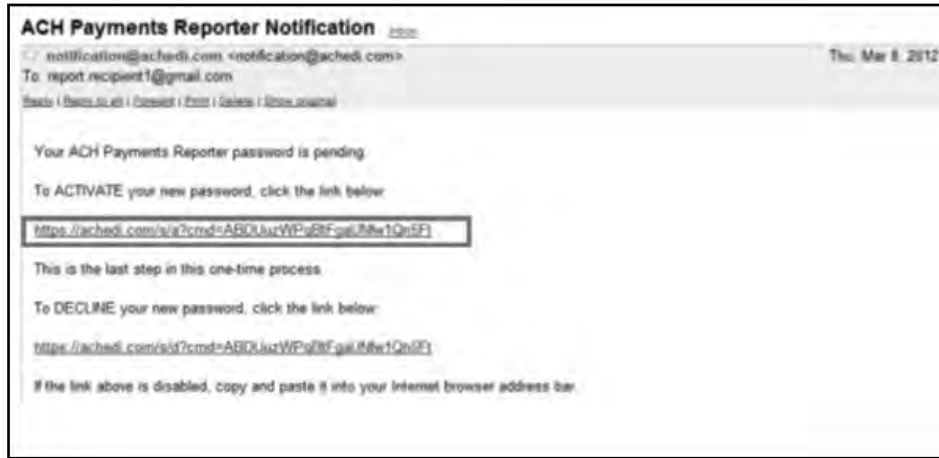 ACH Payments Reporter Notification Inbox
notification@achedi.com <notification@achedi.com> Thu, Mar 8, 2012
To: report.recipient1@gmail.com
Reply | Reply to all | Forward | Print | Delete | Show original
Your ACH Payments Reporter password is pending.
To ACTIVATE your new password, click the link below:
This is the last step in this one-time process.
To DECLINE your new password, click the link below:
If the link above is disabled, copy and paste it into your Internet browser address bar.